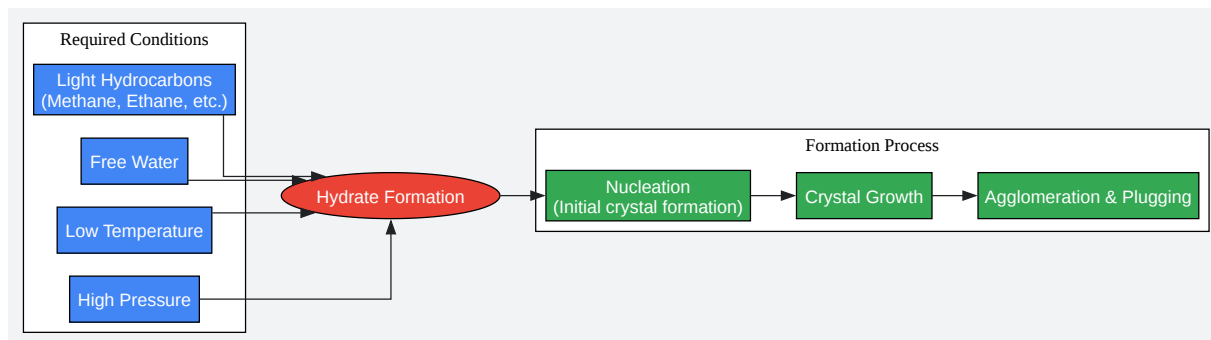 Required Conditions
Light Hydrocarbons
(Methane, Ethane, etc.)
Free Water
Low Temperature
High Pressure
Hydrate Formation
Formation Process
Nucleation
(Initial crystal formation)
Crystal Growth
Agglomeration & Plugging